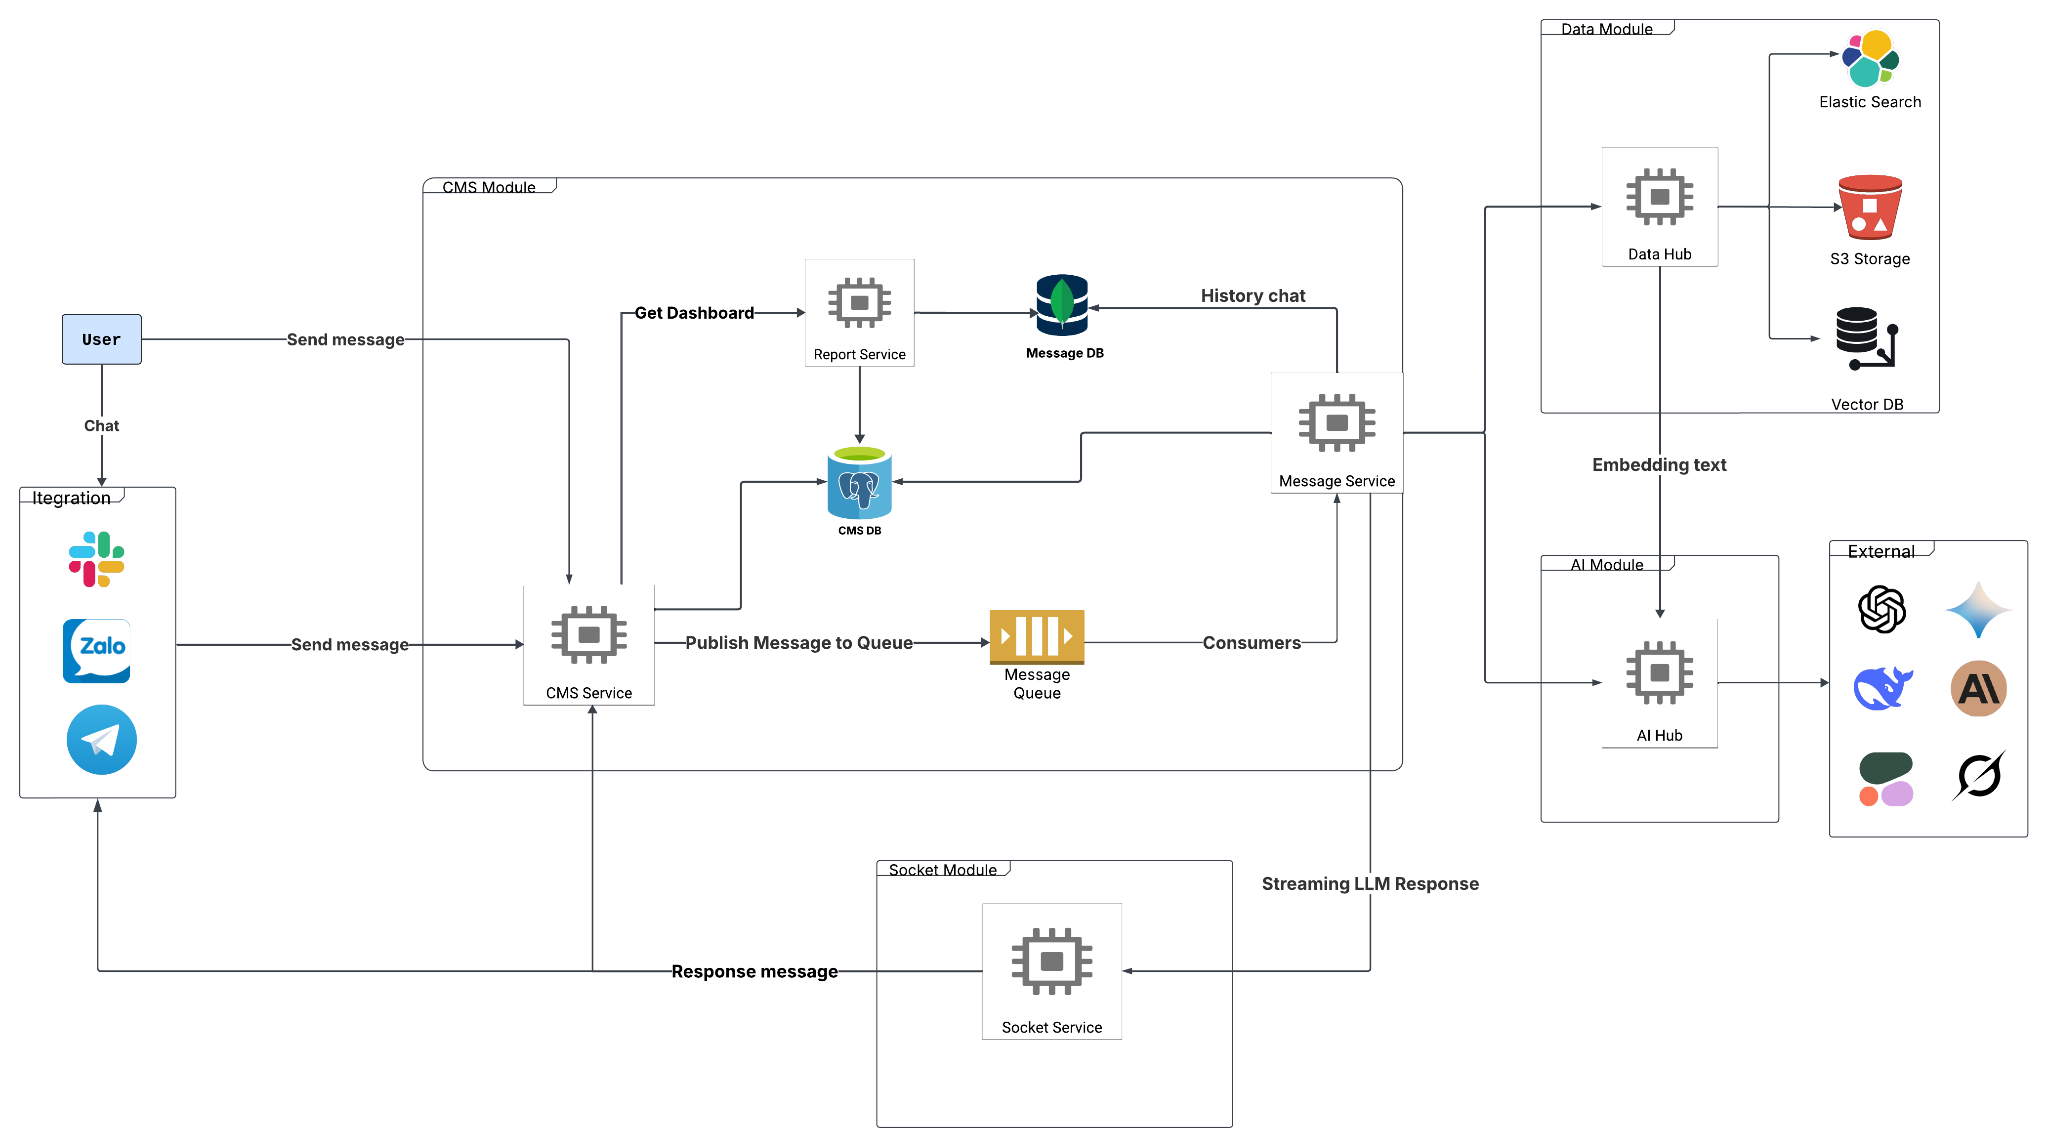 Data Module
Elastic Search
Data Hub
S3 Storage
Vector DB
CMS Module
Get Dashboard
Report Service
Message DB
History chat
User
Send message
Chat
Message Service
CMS DB
Embedding text
Itegration
Zalo
Send message
CMS Service
Publish Message to Queue
Message
Queue
Consumers
AI Module
AI Hub
External
Socket Module
Streaming LLM Response
Response message
Socket Service